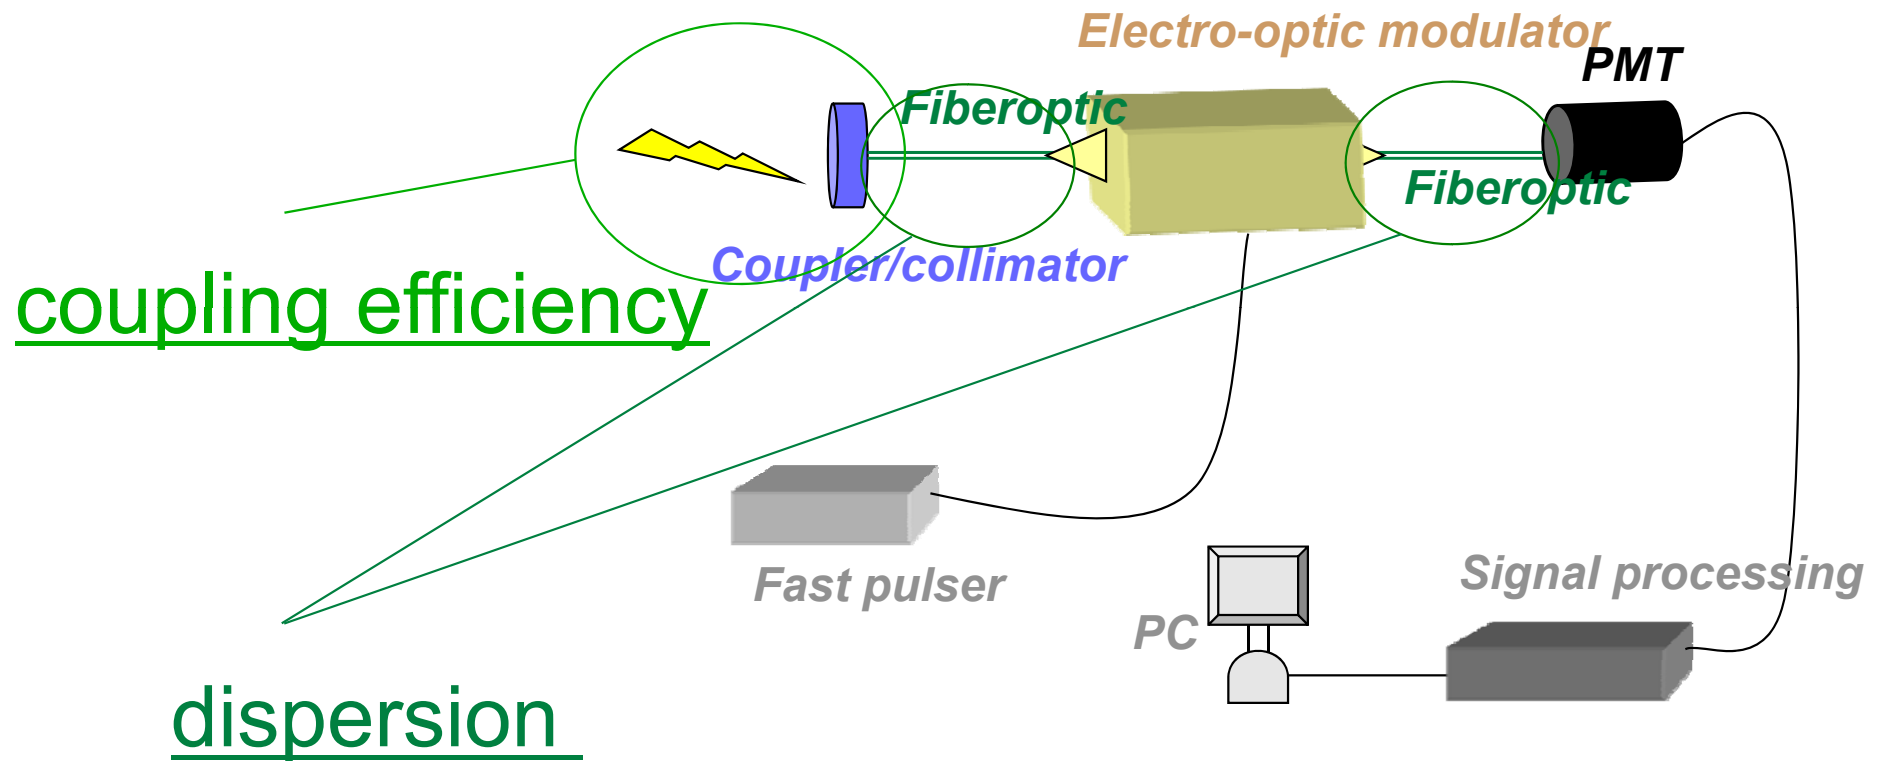 Electro-optic modulator
PMT
Fiberoptic
Fiberoptic
Coupler/collimator
coupling efficiency
Fast pulser
Signal processing
PC
dispersion